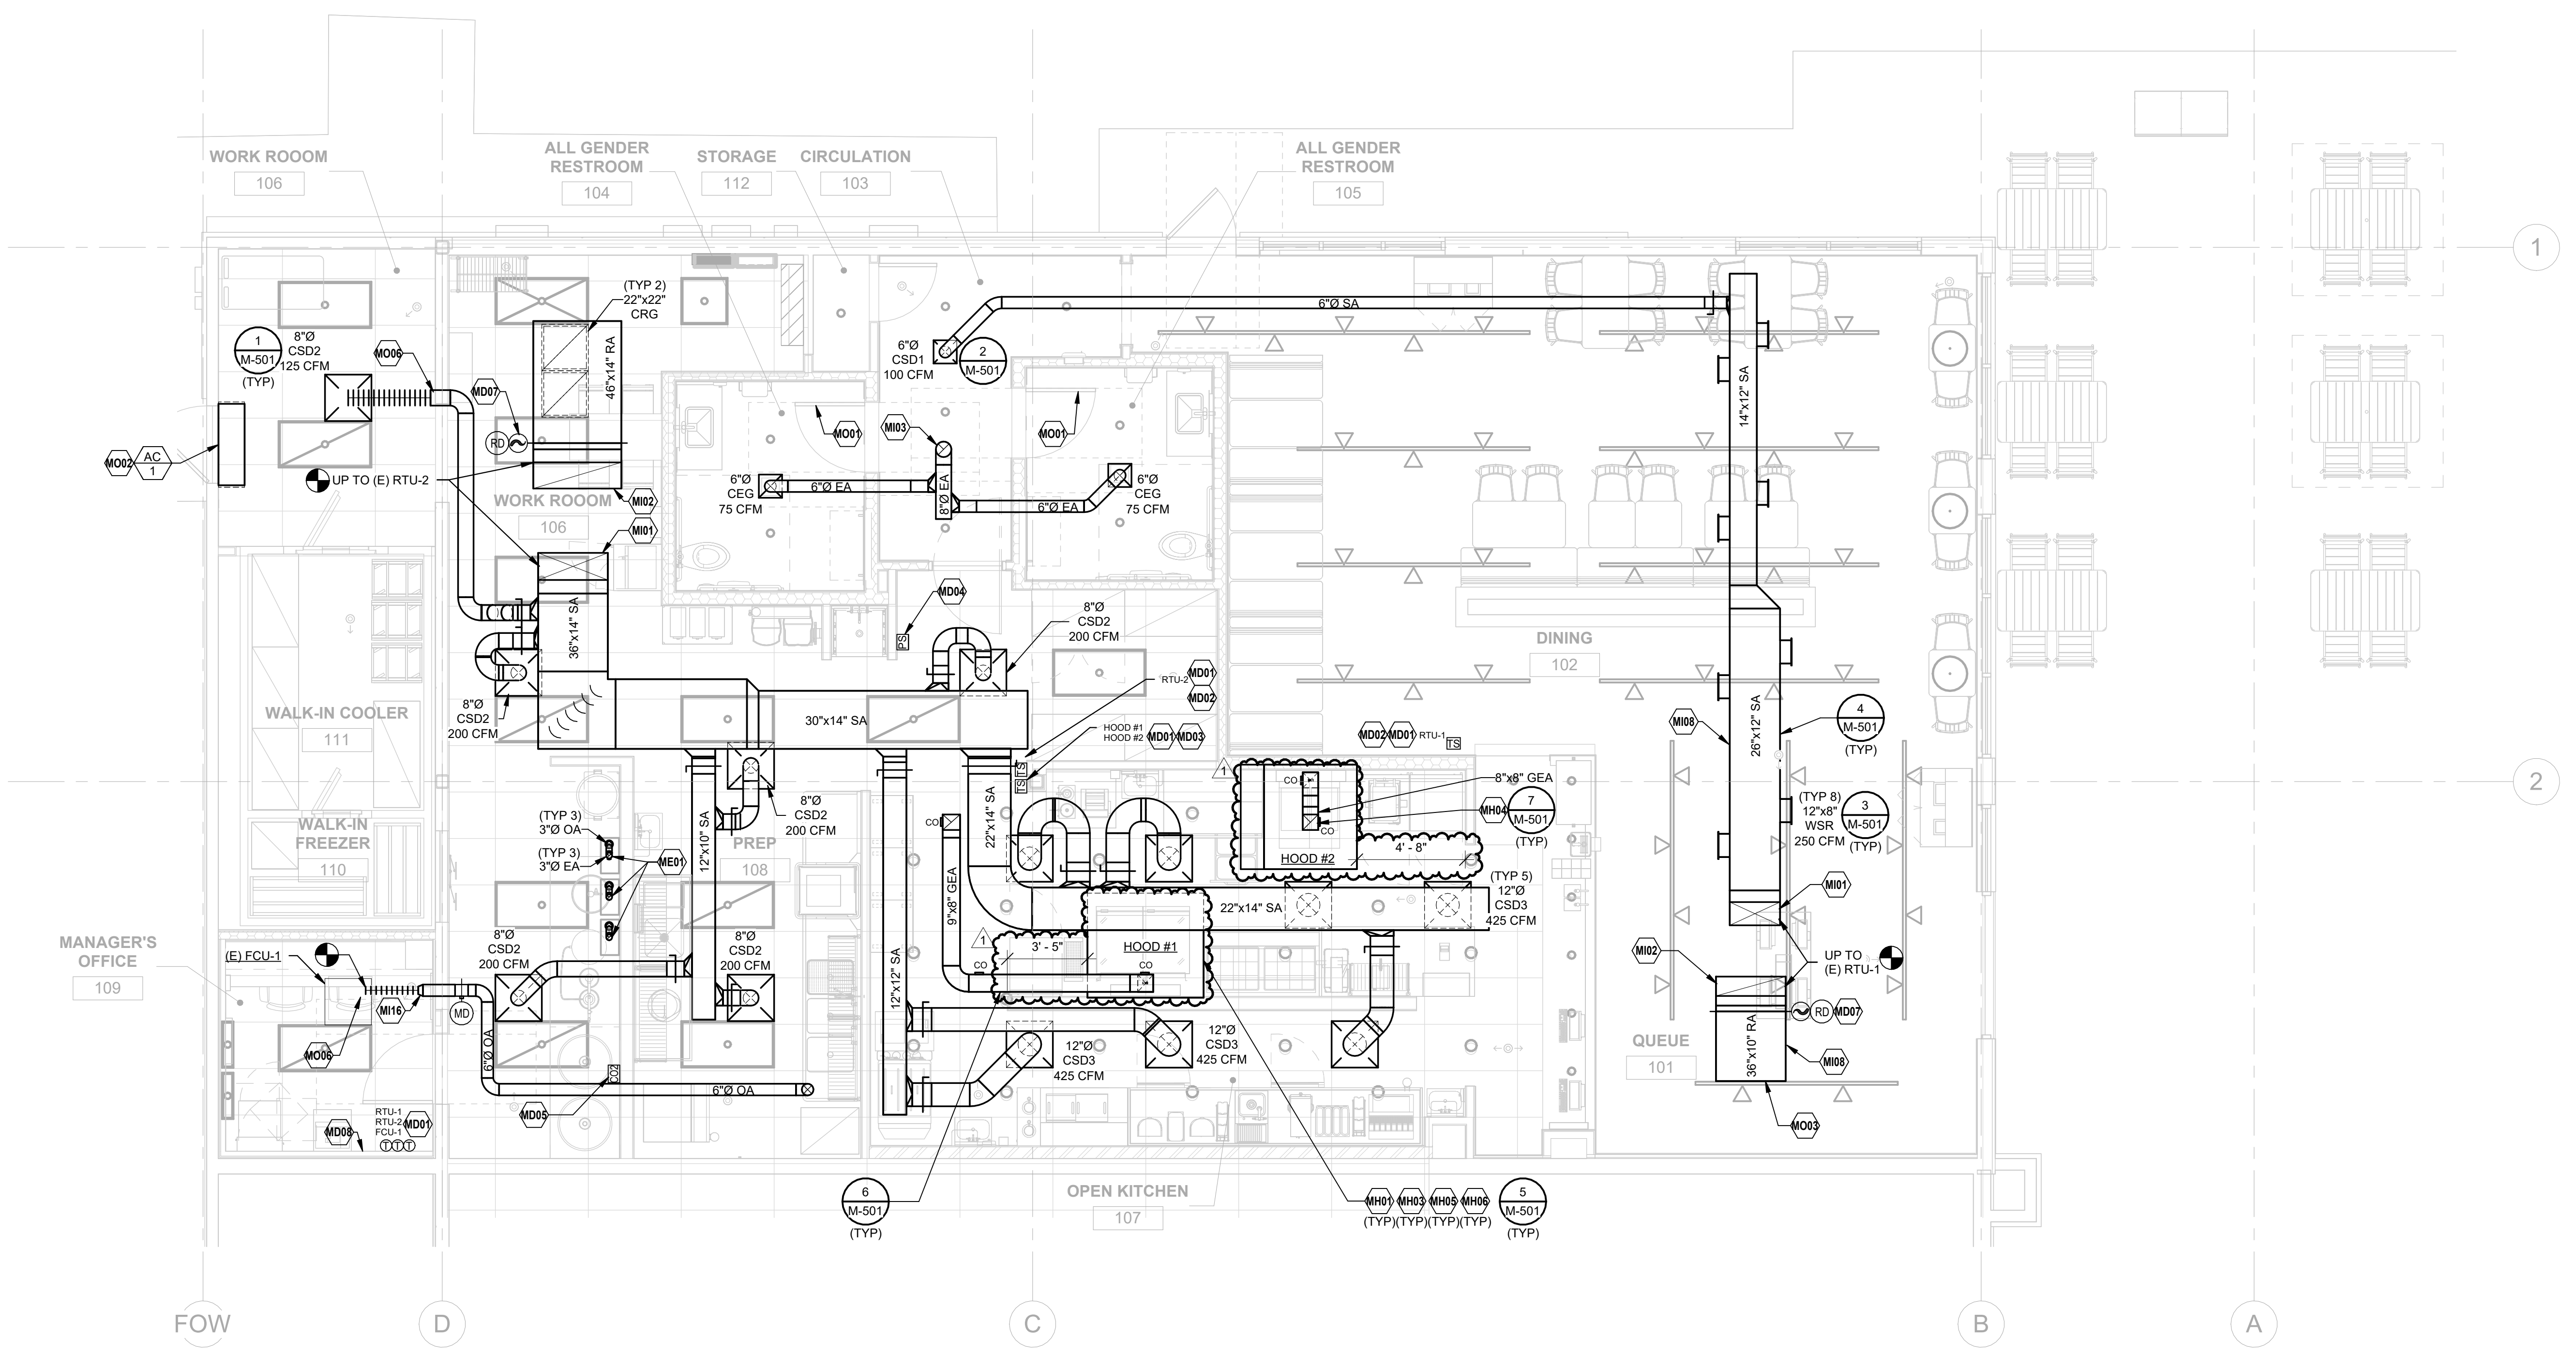 WORK ROOOM
106
ALL GENDER
RESTROOM
104
STORAGE
112
CIRCULATION
103
ALL GENDER
RESTROOM
105
1
(TYP 2)
22"x22"
CRG
46"x14" RA
6"Ø SA
1
M-501
(TYP)
8"Ø
CSD2
125 CFM
MO06
MD07
RD
6"Ø
CSD1
100 CFM
2
M-501
14"x12" SA
MO02
AC
1
UP TO (E) RTU-2
MI02
WORK ROOOM
106
MI01
MO01
MI03
MO01
6"Ø
CEG
75 CFM
6"Ø EA
8"Ø EA
6"Ø EA
6"Ø
CEG
75 CFM
36"x14" SA
MD04
PS
8"Ø
CSD2
200 CFM
RTU-2
MD01
MD02
DINING
102
8"Ø
CSD2
200 CFM
30"x14" SA
HOOD #1
HOOD #2
MD01
MD03
TS
TS
MD02
MD01
RTU-1
TS
MI08
26"x12" SA
4
M-501
(TYP)
WALK-IN COOLER
111
2
WALK-IN
FREEZER
110
(TYP 3)
3"Ø OA
(TYP 3)
3"Ø EA
ME01
12"x10" SA
8"Ø
CSD2
200 CFM
PREP
108
CO
9"x8" GEA
22"x14" SA
1
CO
CO
8"x8" GEA
MH04
7
M-501
(TYP)
HOOD #2
4' - 8"
(TYP 8)
12"x8"
WSR
250 CFM
3
M-501
(TYP)
MI01
(TYP 5)
12"Ø
CSD3
425 CFM
22"x14" SA
1
3' - 5"
HOOD #1
CO
CO
12"x12" SA
MI02
UP TO
(E) RTU-1
RD
MD07
36"x10" RA
MI08
MO03
QUEUE
101
MANAGER'S
OFFICE
109
(E) FCU-1
MI16
MD
MO06
6"Ø OA
8"Ø
CSD2
200 CFM
8"Ø
CSD2
200 CFM
CO2
6"Ø OA
MD05
12"Ø
CSD3
425 CFM
12"Ø
CSD3
425 CFM
RTU-1
RTU-2
FCU-1
MD01
MD08
T T T
6
M-501
(TYP)
OPEN KITCHEN
107
MH01 MH03 MH05 MH06
(TYP) (TYP) (TYP) (TYP)
5
M-501
(TYP)
FOW
D
C
B
A